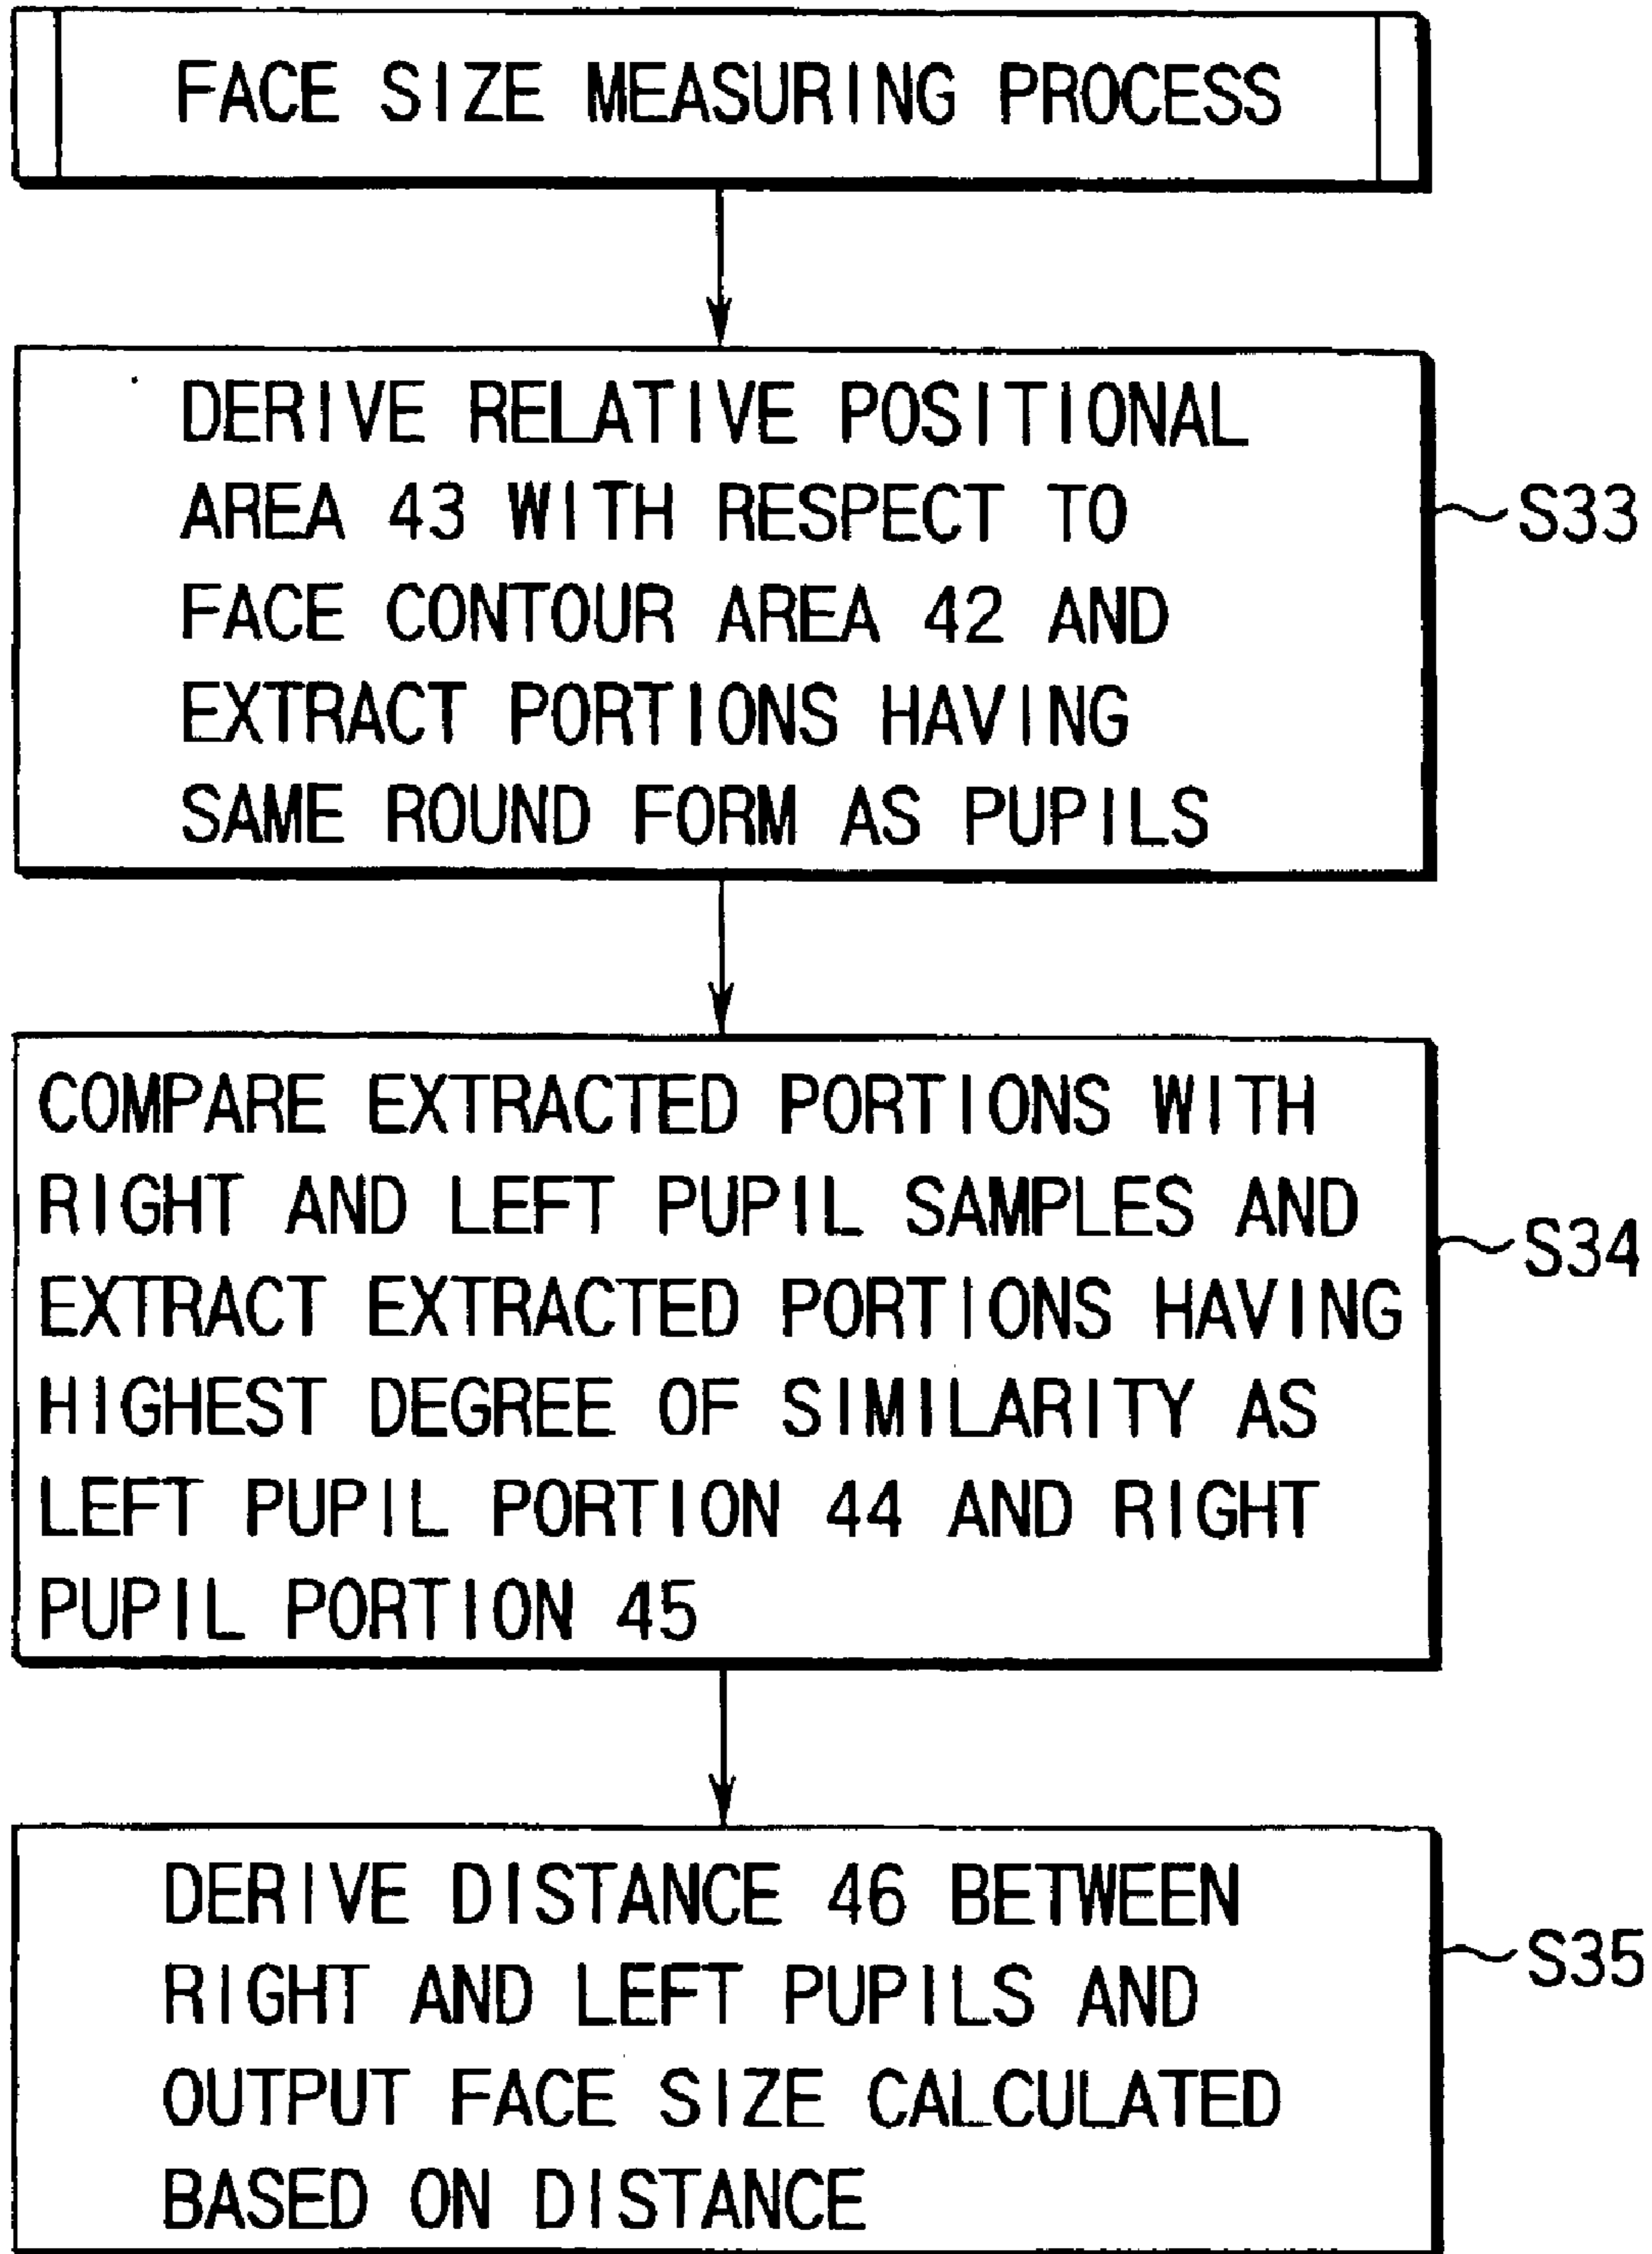 FACE SIZE MEASURING PROCESS
DERIVE RELATIVE POSITIONAL
AREA 43 WITH RESPECT TO
FACE CONTOUR AREA 42 AND
EXTRACT PORTIONS HAVING
SAME ROUND FORM AS PUPILS
S33
COMPARE EXTRACTED PORTIONS WITH
RIGHT AND LEFT PUPIL SAMPLES AND
EXTRACT EXTRACTED PORTIONS HAVING
HIGHEST DEGREE OF SIMILARITY AS
LEFT PUPIL PORTION 44 AND RIGHT
PUPIL PORTION 45
S34
DERIVE DISTANCE 46 BETWEEN
RIGHT AND LEFT PUPILS AND
OUTPUT FACE SIZE CALCULATED
BASED ON DISTANCE
S35